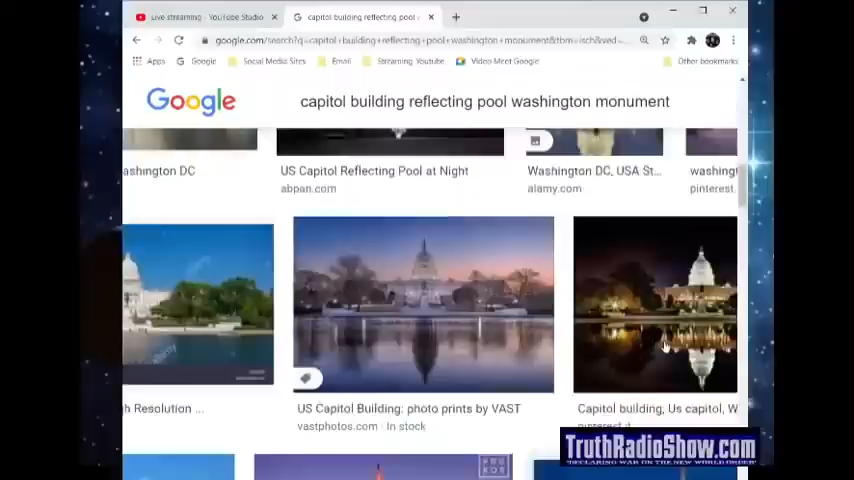 Live streaming - YouTube Studio
capitol building reflecting pool
google.com/search?q=capitol+building+reflecting+pool+washington+monument&tbm=isch&ved=...
Apps Google Social Media Sites Email Streaming Youtube Video Meet Google Other bookmarks
Google capitol building reflecting pool washington monument
ashington DC US Capitol Reflecting Pool at Night Washington DC, USA St... washingt
abpan.com alamy.com pinterest.
alamy
h Resolution ... US Capitol Building: photo prints by VAST Capitol building, Us capitol, W
vastphotos.com · In stock pinterest.it
TruthRadioShow.com
"DECLARING WAR ON THE NEW WORLD ORDER"